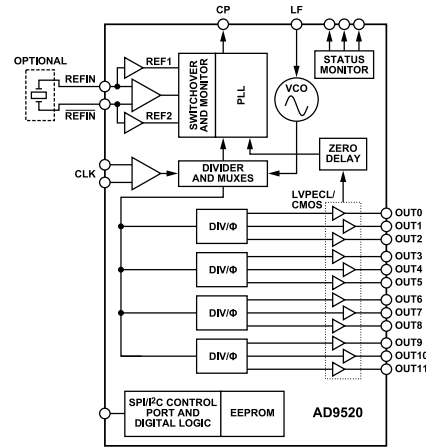 CP
LF
OPTIONAL
REFIN
REFIN
REF1
REF2
SWITCHOVER
AND MONITOR
PLL
VCO
STATUS
MONITOR
ZERO
DELAY
CLK
DIVIDER
AND MUXES
LVPECL/
CMOS
DIV/Φ
OUT0
OUT1
OUT2
DIV/Φ
OUT3
OUT4
OUT5
DIV/Φ
OUT6
OUT7
OUT8
DIV/Φ
OUT9
OUT10
OUT11
SPI/I²C CONTROL
PORT AND
DIGITAL LOGIC
EEPROM
AD9520